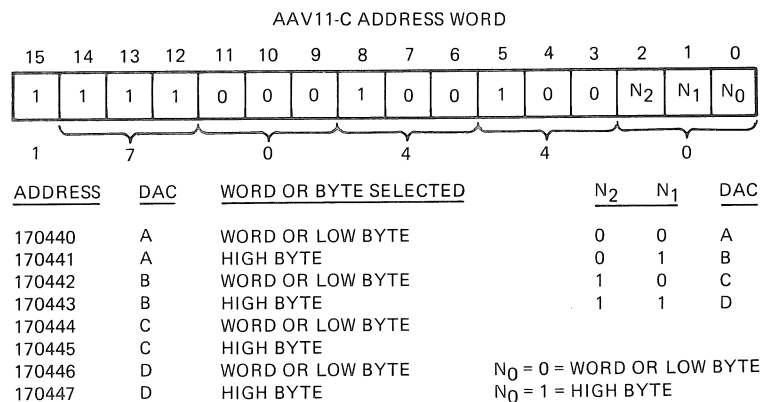 AAV11-C ADDRESS WORD
15 14 13 12 11 10 9 8 7 6 5 4 3 2 1 0
1 1 1 1 0 0 0 1 0 0 1 0 0 N2 N1 N0
1 7 0 4 4 0
ADDRESS DAC WORD OR BYTE SELECTED N2 N1 DAC
170440 A WORD OR LOW BYTE 0 0 A
170441 A HIGH BYTE 0 1 B
170442 B WORD OR LOW BYTE 1 0 C
170443 B HIGH BYTE 1 1 D
170444 C WORD OR LOW BYTE
170445 C HIGH BYTE
170446 D WORD OR LOW BYTE N0 = 0 = WORD OR LOW BYTE
170447 D HIGH BYTE N0 = 1 = HIGH BYTE